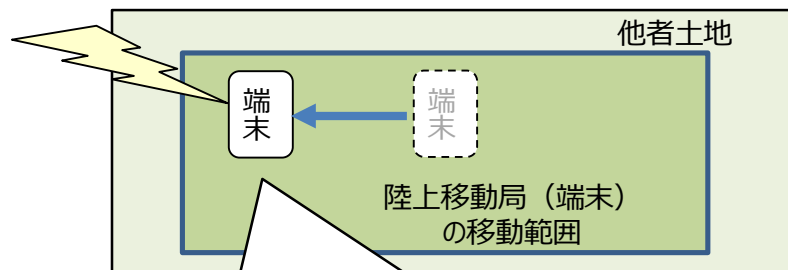 他者土地
端末
端末
陸上移動局（端末）
の移動範囲